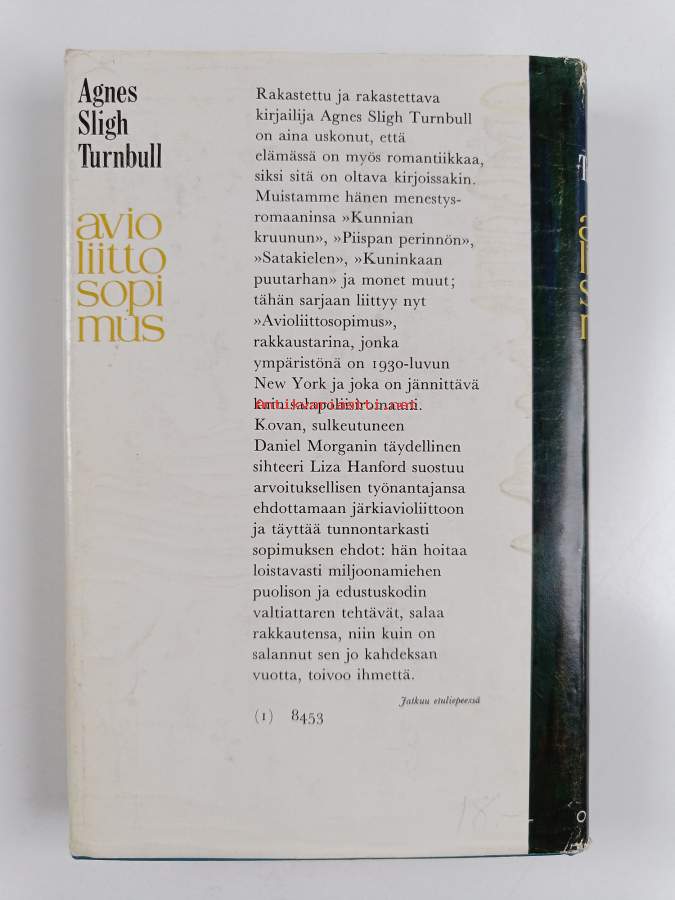 Agnes
Sligh
Turnbull
avio
liitto
sopi
mus
Rakastettu ja rakastettava
kirjailija Agnes Sligh Turnbull
on aina uskonut, että
elämässä on myös romantiikkaa,
siksi sitä on oltava kirjoissakin.
Muistamme hänen menestys-
romaaninsa »Kunnian
kruunun», »Piispan perinnön»,
»Satakielen», »Kuninkaan
puutarhan» ja monet muut;
tähän sarjaan liittyy nyt
»Avioliittosopimus»,
rakkaustarina, jonka
ympäristönä on 1930-luvun
New York ja joka on jännittävä
kuin salapoliisiromaani.
Antikvariaatti.net
Kovan, sulkeutuneen
Daniel Morganin täydellinen
sihteeri Liza Hanford suostuu
arvoituksellisen työnantajansa
ehdottamaan järkiavioliittoon
ja täyttää tunnontarkasti
sopimuksen ehdot: hän hoitaa
loistavasti miljoonamiehen
puolison ja edustuskodin
valtiattaren tehtävät, salaa
rakkautensa, niin kuin on
salannut sen jo kahdeksan
vuotta, toivoo ihmettä.
Jatkuu etuliepeessä
(1) 8453
18.–